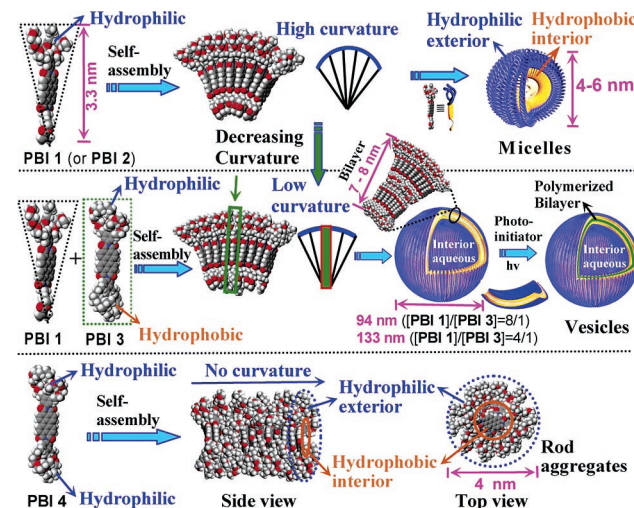 Hydrophilic
Self-assembly
High curvature
Hydrophilic exterior
Hydrophobic interior
3.3 nm
4-6 nm
PBI 1 (or PBI 2)
Decreasing Curvature
Micelles
Bilayer
7 - 8 nm
Hydrophilic
Self-assembly
Low curvature
Polymerized Bilayer
Photo-initiator
hν
Interior aqueous
Interior aqueous
+
PBI 1
PBI 3
Hydrophobic
94 nm ([PBI 1]/[PBI 3]=8/1)
133 nm ([PBI 1]/[PBI 3]=4/1)
Vesicles
Hydrophilic
Self-assembly
No curvature
Hydrophilic exterior
Hydrophobic interior
Rod aggregates
4 nm
PBI 4
Hydrophilic
Side view
Top view